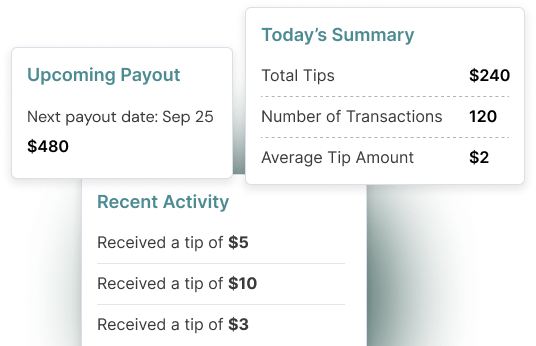 Upcoming Payout
Next payout date: Sep 25
$480
Today’s Summary
Total Tips $240
Number of Transactions 120
Average Tip Amount $2
Recent Activity
Received a tip of $5
Received a tip of $10
Received a tip of $3